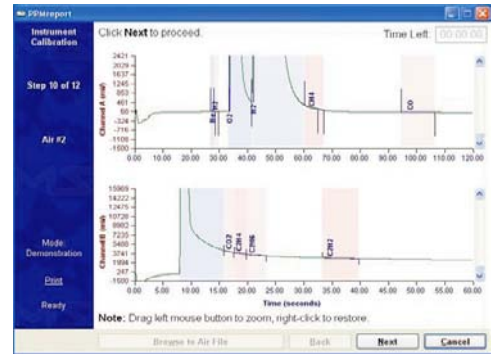 PPMreport
Instrument
Calibration
Step 10 of 12
Air #2
Mode:
Demonstration
Print
Ready
Click Next to proceed.
Time Left: 00:00:00
Channel A (mv)
2421
2029
1637
1245
853
461
-324
-716
-1108
-1500
H2
O2
N2
CH4
CO
0.00 10.00 20.00 30.00 40.00 50.00 60.00 70.00 80.00 90.00 100.00 110.00 120.00
Channel B (mv)
15969
14222
12475
10728
8982
7235
5488
3741
1994
247
-1500
CO2
C2H4
C2H6
C2H2
0.00 5.00 10.00 15.00 20.00 25.00 30.00 35.00 40.00 45.00 50.00 55.00 60.00
Time (seconds)
Note: Drag left mouse button to zoom, right-click to restore.
Browse to Air File
Back
Next
Cancel